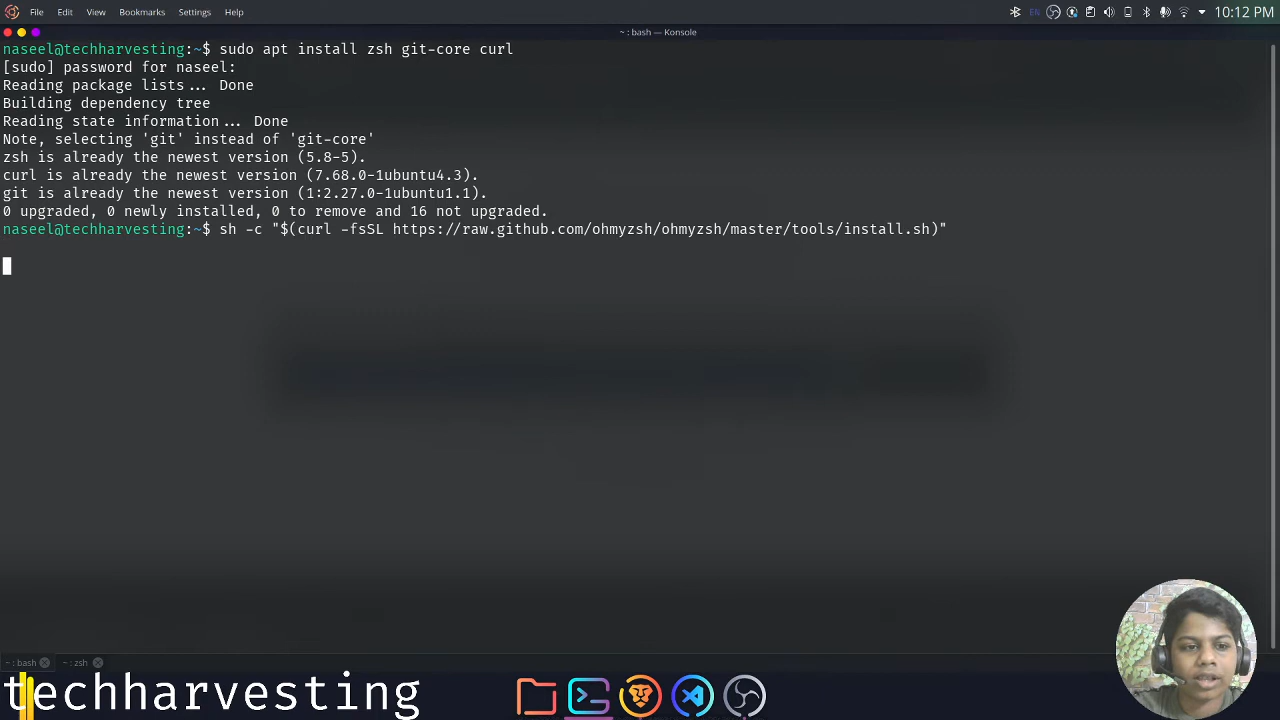 File Edit View Bookmarks Settings Help
EN
10:12 PM
~ : bash — Konsole
naseel@techharvesting:~$ sudo apt install zsh git-core curl
[sudo] password for naseel:
Reading package lists... Done
Building dependency tree
Reading state information... Done
Note, selecting 'git' instead of 'git-core'
zsh is already the newest version (5.8-5).
curl is already the newest version (7.68.0-1ubuntu4.3).
git is already the newest version (1:2.27.0-1ubuntu1.1).
0 upgraded, 0 newly installed, 0 to remove and 16 not upgraded.
naseel@techharvesting:~$ sh -c "$(curl -fsSL https://raw.github.com/ohmyzsh/ohmyzsh/master/tools/install.sh)"
~ : bash
~ : zsh
techharvesting